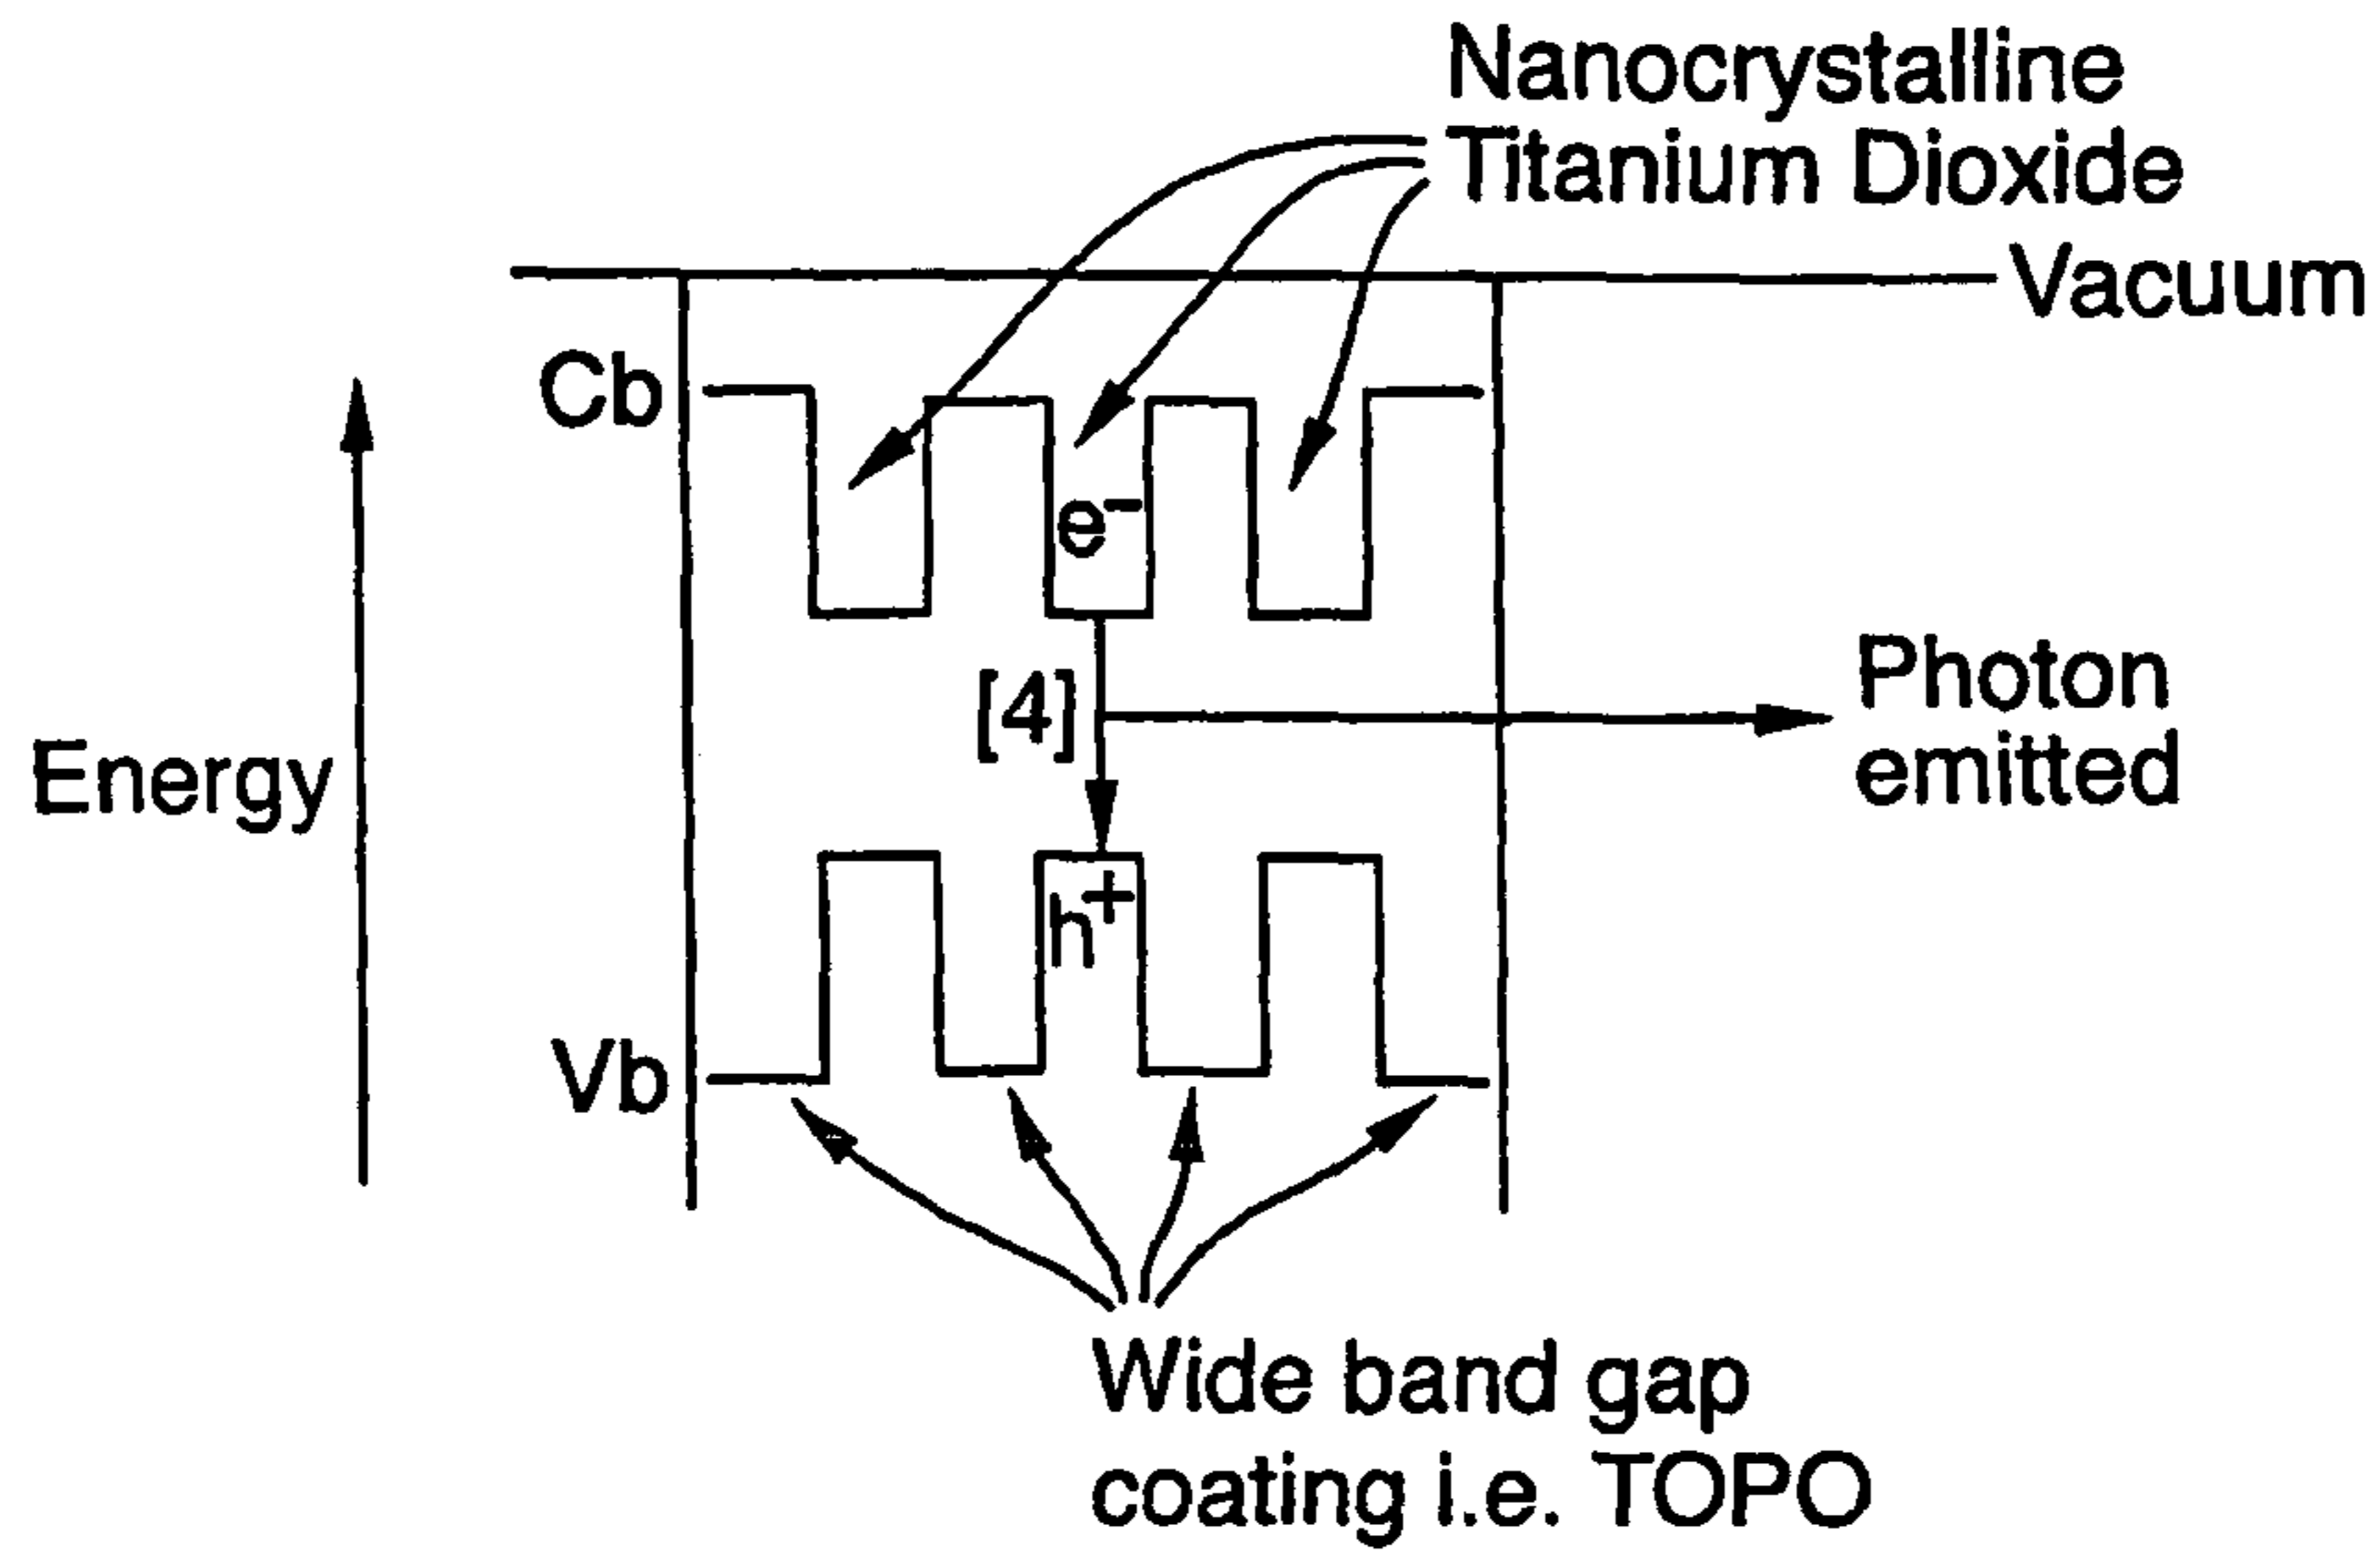 Nanocrystalline
Titanium Dioxide
Vacuum
Cb
e⁻
[4]
Photon
emitted
Energy
h⁺
Vb
Wide band gap
coating i.e. TOPO